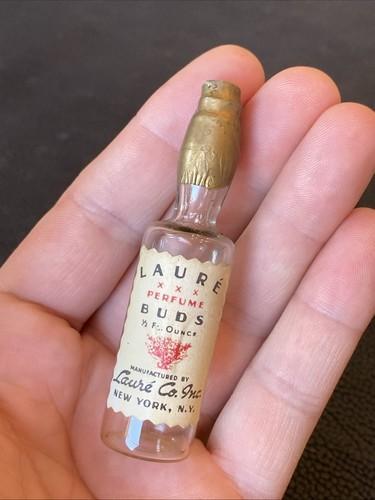 LAURÉ
x x x
PERFUME
BUDS
½ FL. OUNCE
MANUFACTURED BY
Lauré Co. Inc.
NEW YORK, N.Y.